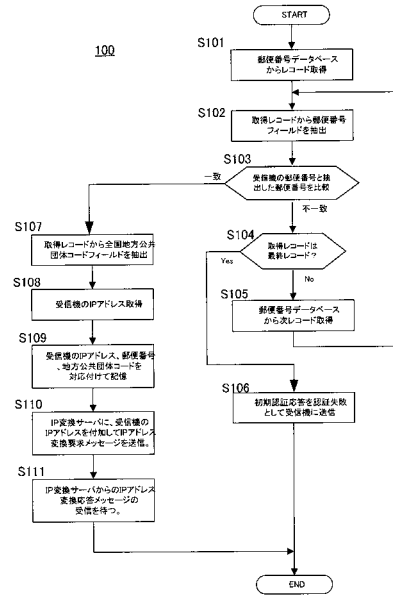 START
100
S101
郵便番号データベース
からレコード取得
S102
取得レコードから郵便番号
フィールドを抽出
S103
受信機の郵便番号と抽
出した郵便番号を比較
一致
不一致
S104
取得レコードは
最終レコード？
Yes
No
S105
郵便番号データベース
から次レコード取得
S106
初期認証応答を認証失敗
として受信機に送信
S107
取得レコードから全国地方公共
団体コードフィールドを抽出
S108
受信機のIPアドレス取得
S109
受信機のIPアドレス、郵便番号
、地方公共団体コードを
対応付けて記憶
S110
IP変換サーバに、受信機の
IPアドレスを付加してIPアドレス
変換要求メッセージを送信。
S111
IP変換サーバからのIPアドレス
変換応答メッセージの
受信を待つ。
END